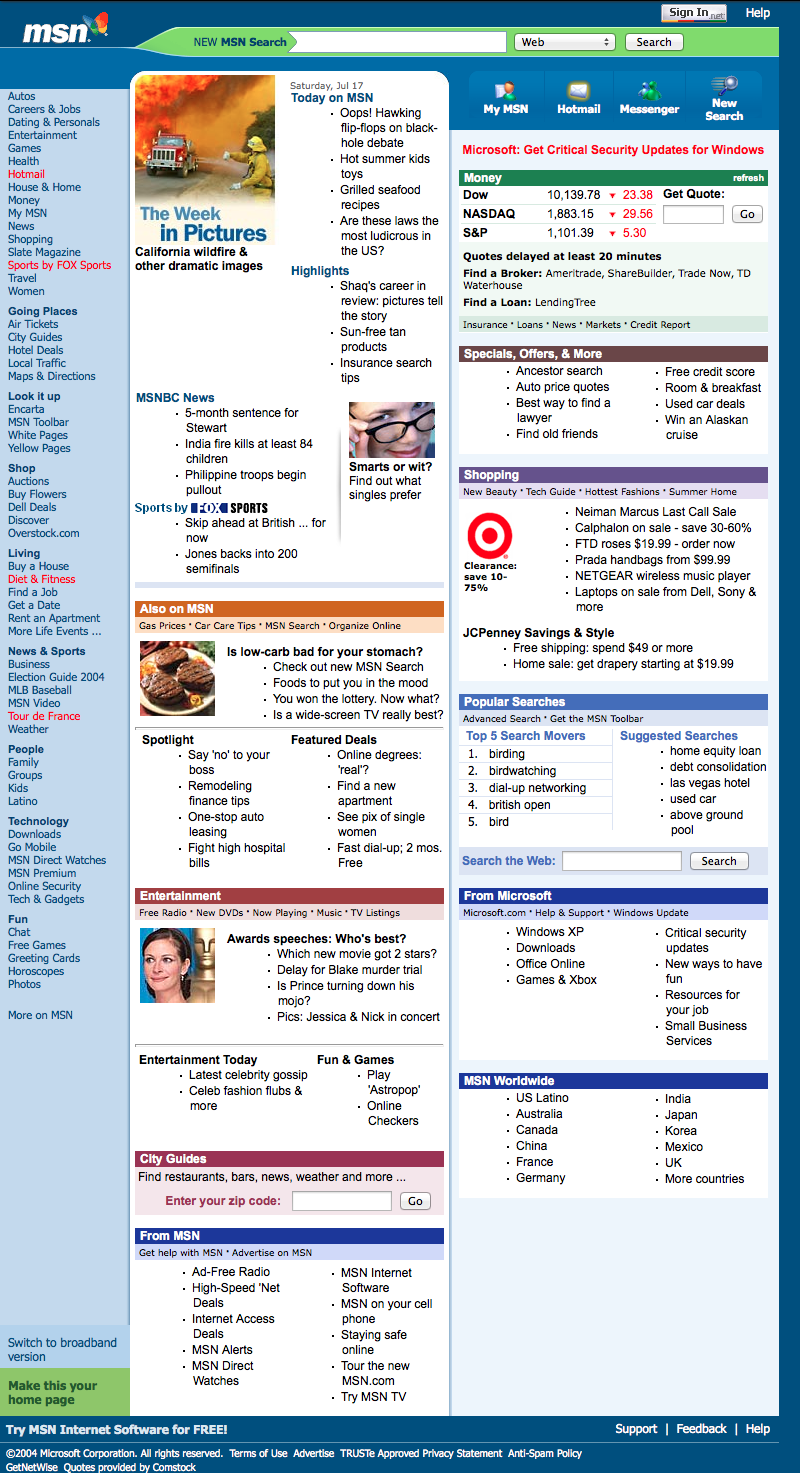 Sign In .net Help
msn
NEW MSN Search Web Search
Autos
Careers & Jobs
Dating & Personals
Entertainment
Games
Health
Hotmail
House & Home
Money
My MSN
News
Shopping
Slate Magazine
Sports by FOX Sports
Travel
Women
Going Places
Air Tickets
City Guides
Hotel Deals
Local Traffic
Maps & Directions
Look it up
Encarta
MSN Toolbar
White Pages
Yellow Pages
Shop
Auctions
Buy Flowers
Dell Deals
Discover
Overstock.com
Living
Buy a House
Diet & Fitness
Find a Job
Get a Date
Rent an Apartment
More Life Events ...
News & Sports
Business
Election Guide 2004
MLB Baseball
MSN Video
Tour de France
Weather
People
Family
Groups
Kids
Latino
Technology
Downloads
Go Mobile
MSN Direct Watches
MSN Premium
Online Security
Tech & Gadgets
Fun
Chat
Free Games
Greeting Cards
Horoscopes
Photos
More on MSN
Switch to broadband
version
Make this your
home page
The Week
in Pictures
California wildfire &
other dramatic images
Saturday, Jul 17
Today on MSN
· Oops! Hawking
flip-flops on black-
hole debate
· Hot summer kids
toys
· Grilled seafood
recipes
· Are these laws the
most ludicrous in
the US?
Highlights
· Shaq's career in
review: pictures tell
the story
· Sun-free tan
products
· Insurance search
tips
MSNBC News
· 5-month sentence for
Stewart
· India fire kills at least 84
children
· Philippine troops begin
pullout
Sports by FOX SPORTS
· Skip ahead at British ... for
now
· Jones backs into 200
semifinals
Smarts or wit?
Find out what
singles prefer
Also on MSN
Gas Prices · Car Care Tips · MSN Search · Organize Online
Is low-carb bad for your stomach?
· Check out new MSN Search
· Foods to put you in the mood
· You won the lottery. Now what?
· Is a wide-screen TV really best?
Spotlight
· Say 'no' to your
boss
· Remodeling
finance tips
· One-stop auto
leasing
· Fight high hospital
bills
Featured Deals
· Online degrees:
'real'?
· Find a new
apartment
· See pix of single
women
· Fast dial-up; 2 mos.
Free
Entertainment
Free Radio · New DVDs · Now Playing · Music · TV Listings
Awards speeches: Who's best?
· Which new movie got 2 stars?
· Delay for Blake murder trial
· Is Prince turning down his
mojo?
· Pics: Jessica & Nick in concert
Entertainment Today
· Latest celebrity gossip
· Celeb fashion flubs &
more
Fun & Games
· Play
'Astropop'
· Online
Checkers
City Guides
Find restaurants, bars, news, weather and more ...
Enter your zip code: Go
From MSN
Get help with MSN · Advertise on MSN
· Ad-Free Radio
· High-Speed 'Net
Deals
· Internet Access
Deals
· MSN Alerts
· MSN Direct
Watches
· MSN Internet
Software
· MSN on your cell
phone
· Staying safe
online
· Tour the new
MSN.com
· Try MSN TV
My MSN Hotmail Messenger New
Search
Microsoft: Get Critical Security Updates for Windows
Money refresh
Dow 10,139.78 ▼ 23.38 Get Quote:
NASDAQ 1,883.15 ▼ 29.56 Go
S&P 1,101.39 ▼ 5.30
Quotes delayed at least 20 minutes
Find a Broker: Ameritrade, ShareBuilder, Trade Now, TD
Waterhouse
Find a Loan: LendingTree
Insurance · Loans · News · Markets · Credit Report
Specials, Offers, & More
· Ancestor search
· Auto price quotes
· Best way to find a
lawyer
· Find old friends
· Free credit score
· Room & breakfast
· Used car deals
· Win an Alaskan
cruise
Shopping
New Beauty · Tech Guide · Hottest Fashions · Summer Home
Clearance:
save 10-
75%
· Neiman Marcus Last Call Sale
· Calphalon on sale - save 30-60%
· FTD roses $19.99 - order now
· Prada handbags from $99.99
· NETGEAR wireless music player
· Laptops on sale from Dell, Sony &
more
JCPenney Savings & Style
· Free shipping: spend $49 or more
· Home sale: get drapery starting at $19.99
Popular Searches
Advanced Search · Get the MSN Toolbar
Top 5 Search Movers
1. birding
2. birdwatching
3. dial-up networking
4. british open
5. bird
Suggested Searches
· home equity loan
· debt consolidation
· las vegas hotel
· used car
· above ground
pool
Search the Web: Search
From Microsoft
Microsoft.com · Help & Support · Windows Update
· Windows XP
· Downloads
· Office Online
· Games & Xbox
· Critical security
updates
· New ways to have
fun
· Resources for
your job
· Small Business
Services
MSN Worldwide
· US Latino
· Australia
· Canada
· China
· France
· Germany
· India
· Japan
· Korea
· Mexico
· UK
· More countries
Try MSN Internet Software for FREE! Support | Feedback | Help
©2004 Microsoft Corporation. All rights reserved. Terms of Use Advertise TRUSTe Approved Privacy Statement Anti-Spam Policy
GetNetWise Quotes provided by Comstock